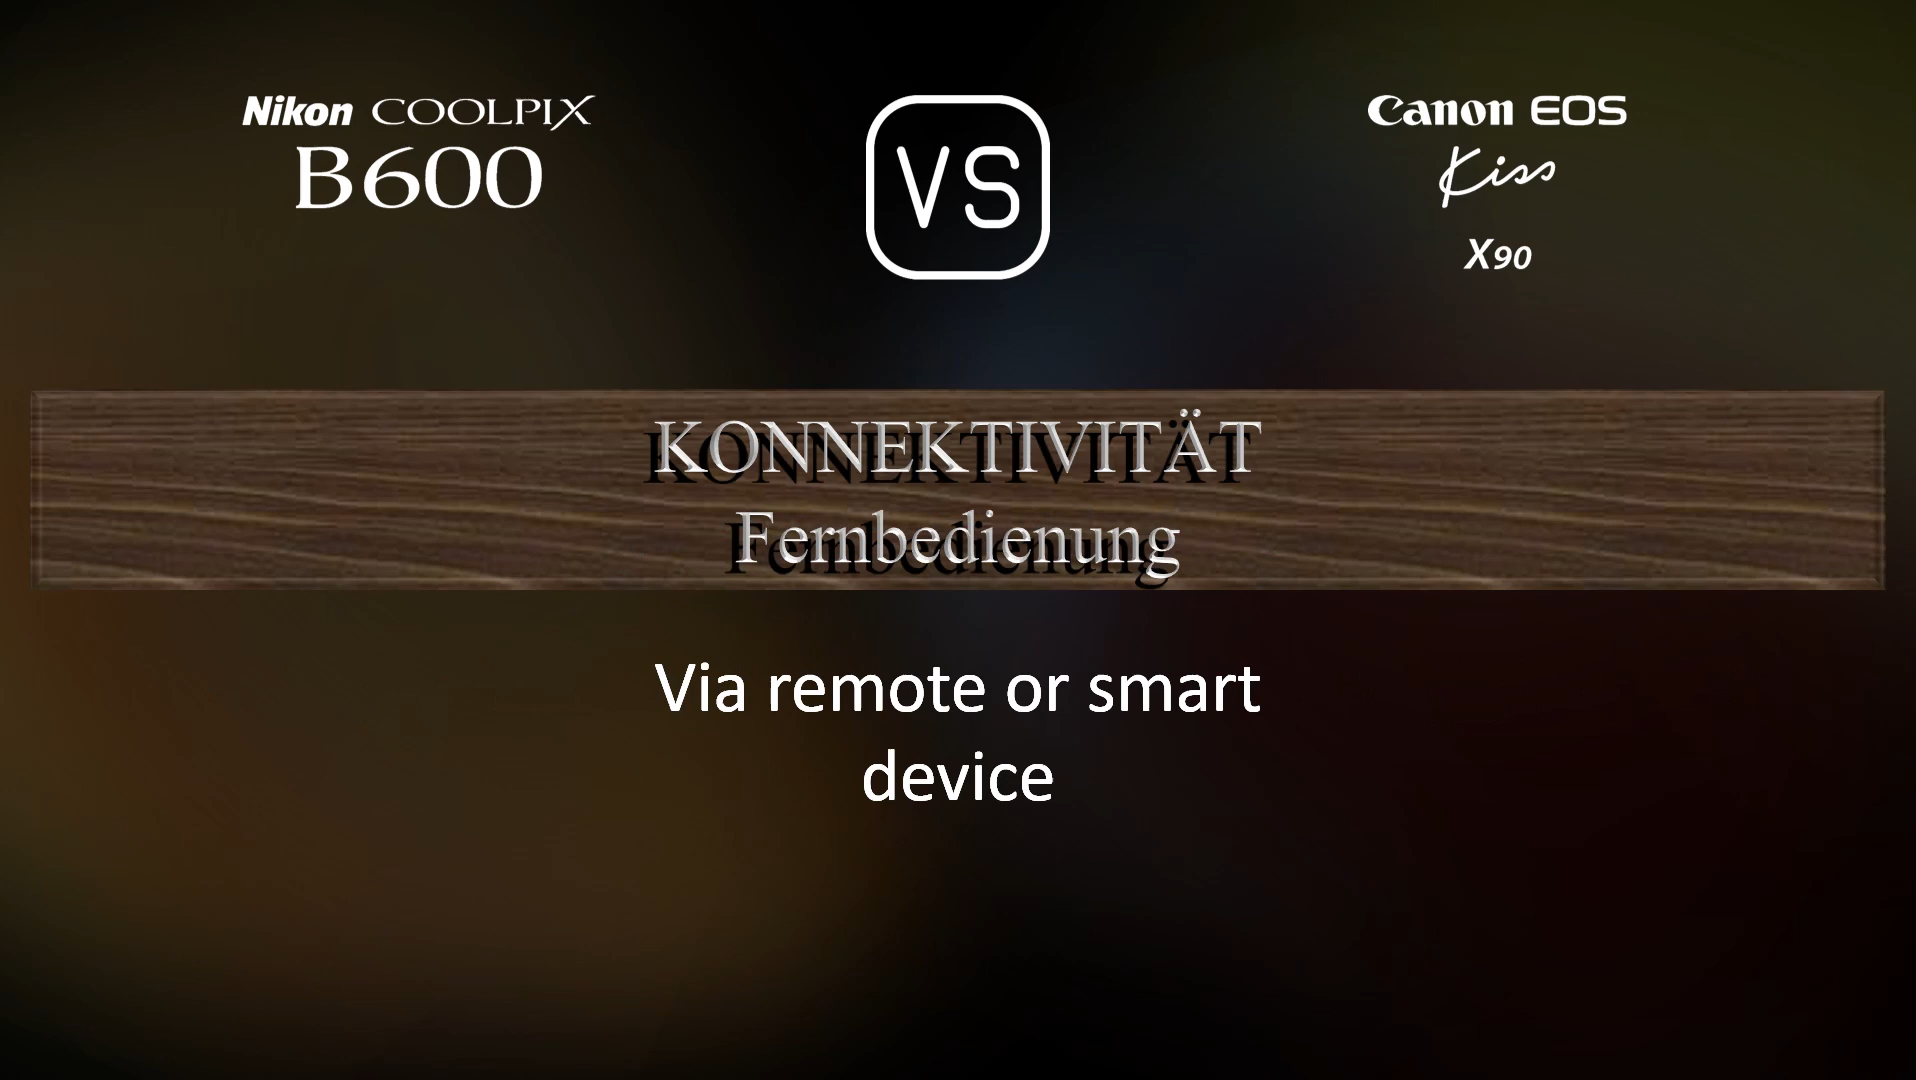 Nikon COOLPIX
B600
VS
Canon EOS
Kiss
X90
KONNEKTIVITÄT
Fernbedienung
Via remote or smart
device